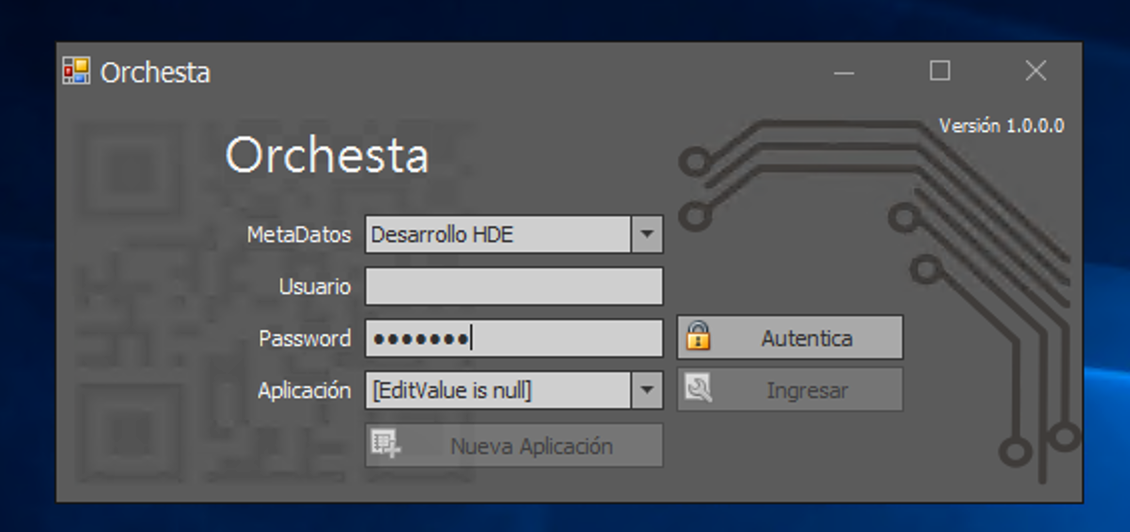 Orchesta
Versión 1.0.0.0
Orchesta
MetaDatos Desarrollo HDE
Usuario
Password •••••••
Autentica
Aplicación [EditValue is null]
Ingresar
Nueva Aplicación